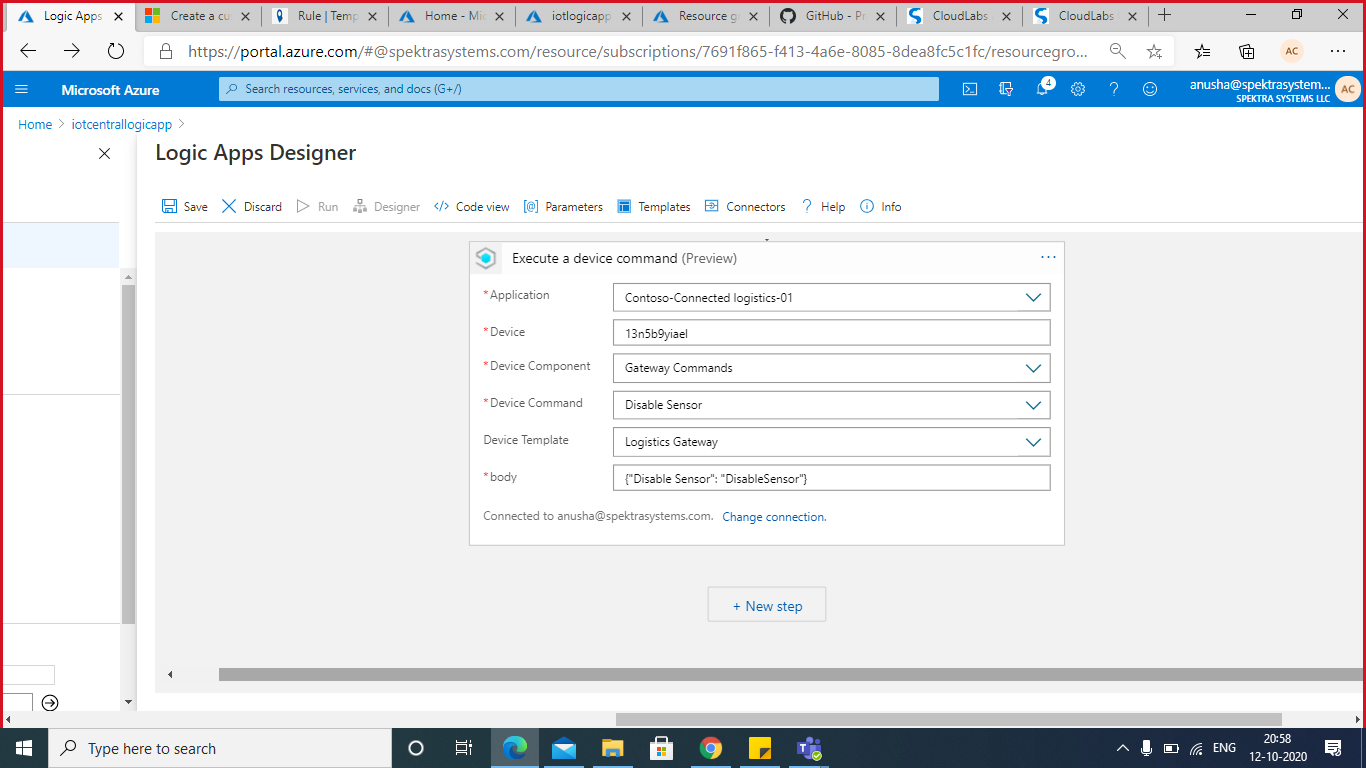 Logic Apps
Create a cu
Rule | Temp
Home - Mic
iotlogicapp
Resource g
GitHub - Pr
CloudLabs
CloudLabs
https://portal.azure.com/#@spektrasystems.com/resource/subscriptions/7691f865-f413-4a6e-8085-8dea8fc5c1fc/resourcegro...
AC
Microsoft Azure
Search resources, services, and docs (G+/)
4
anusha@spektrasystem...
SPEKTRA SYSTEMS LLC
AC
Home > iotcentrallogicapp >
Logic Apps Designer
Save Discard Run Designer Code view Parameters Templates Connectors Help Info
Execute a device command (Preview) ...
*Application Contoso-Connected logistics-01
*Device 13n5b9yiael
*Device Component Gateway Commands
*Device Command Disable Sensor
Device Template Logistics Gateway
*body {"Disable Sensor": "DisableSensor"}
Connected to anusha@spektrasystems.com. Change connection.
+ New step
Type here to search
ENG
20:58
12-10-2020